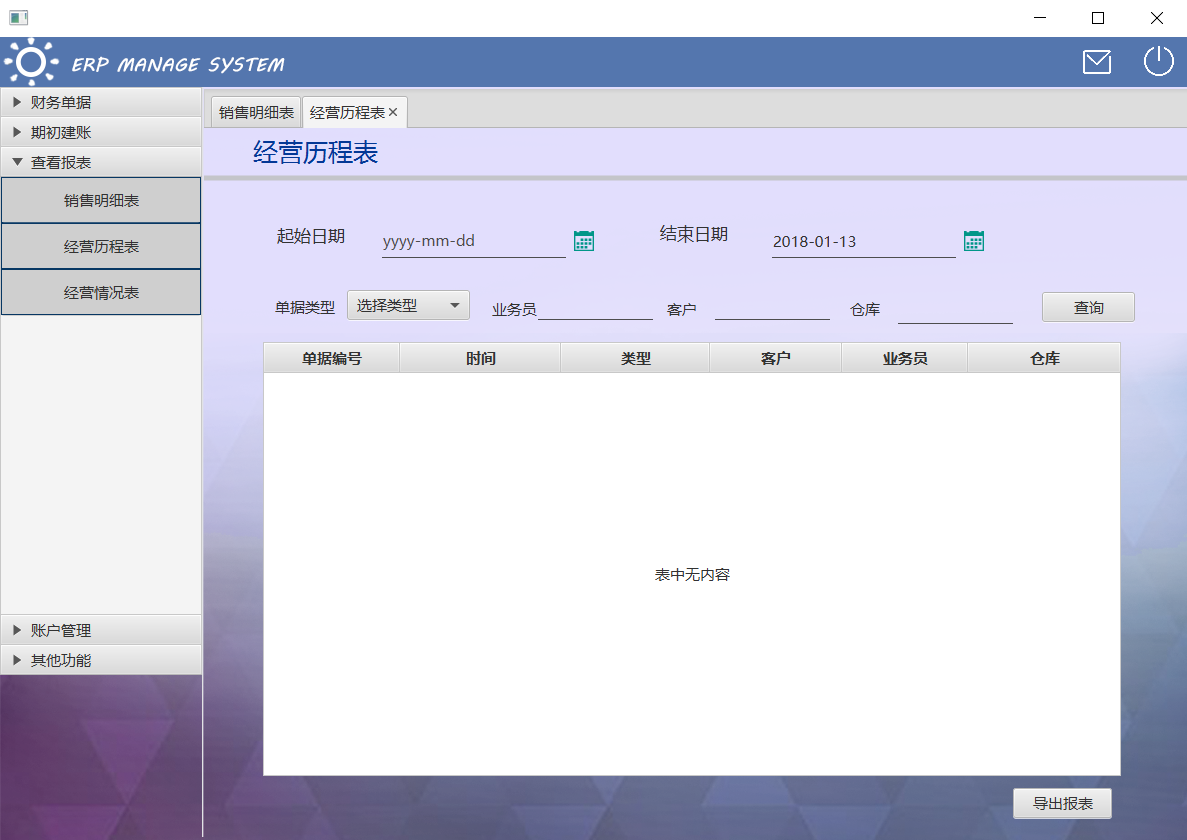 ERP MANAGE SYSTEM
财务单据
期初建账
查看报表
销售明细表
经营历程表
经营情况表
账户管理
其他功能
销售明细表 经营历程表
经营历程表
起始日期 yyyy-mm-dd 结束日期 2018-01-13
单据类型 选择类型 业务员 客户 仓库 查询
单据编号 时间 类型 客户 业务员 仓库
表中无内容
导出报表